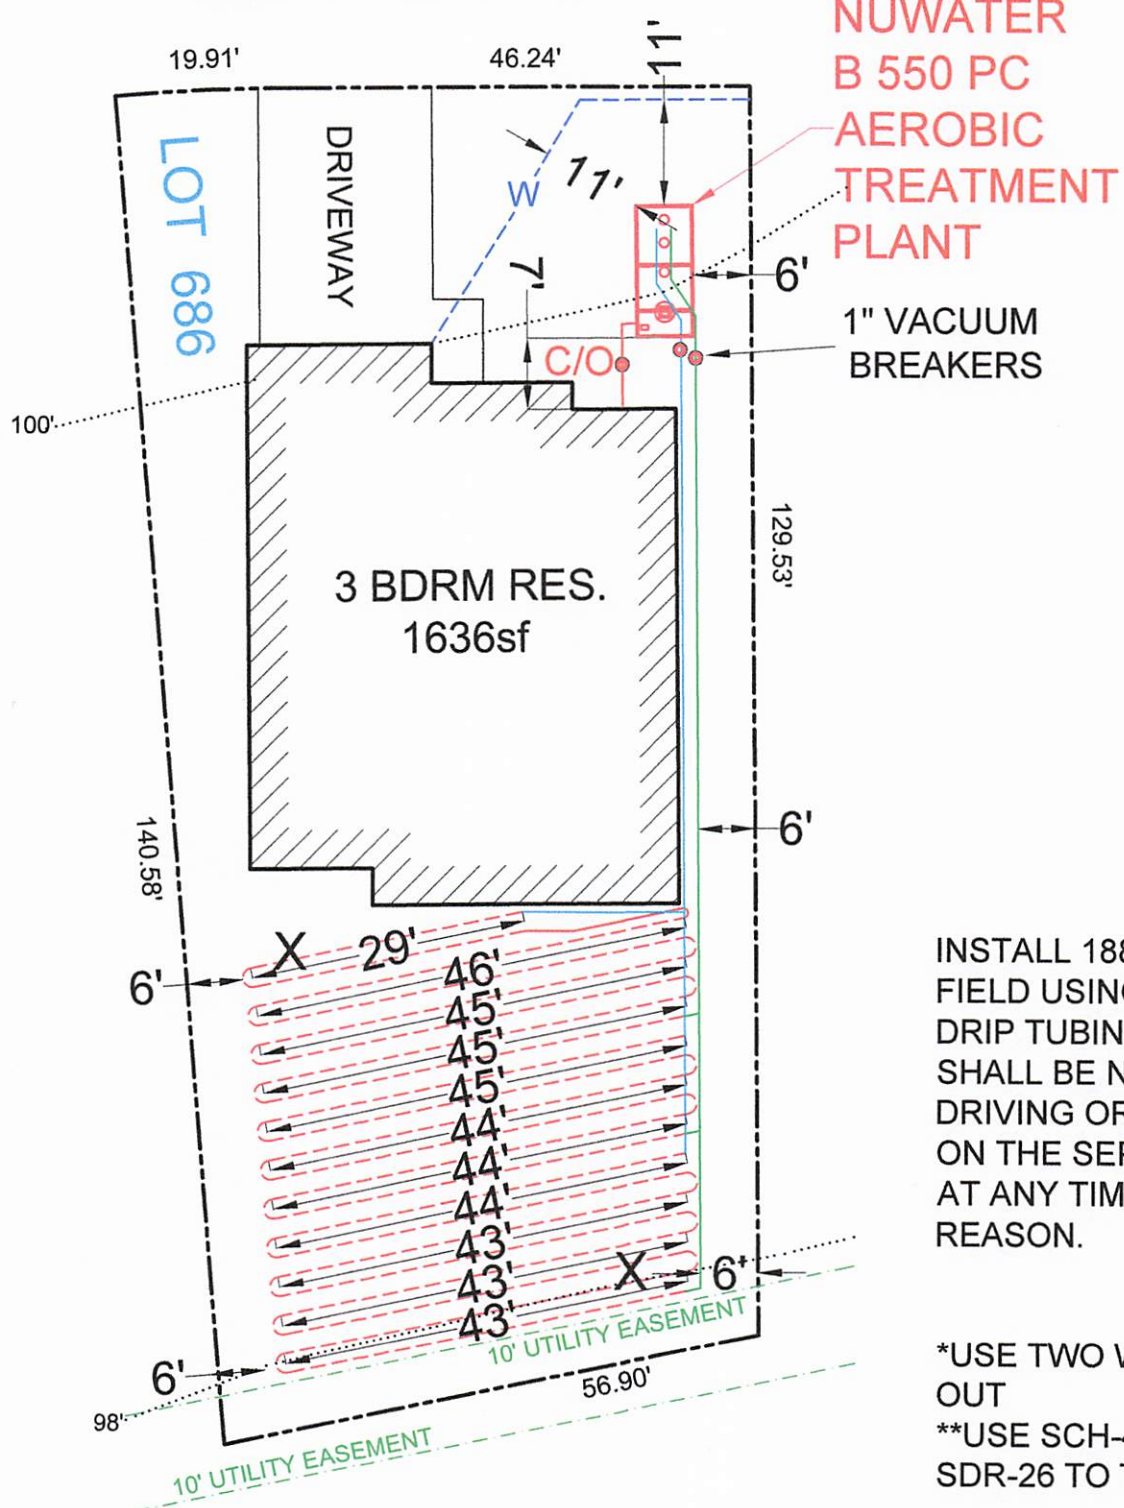 NUWATER
B 550 PC
AEROBIC
TREATMENT
PLANT
19.91'
46.24'
11'
LOT 686
DRIVEWAY
W
11'
7'
6'
C/O
1" VACUUM
BREAKERS
100'
3 BDRM RES.
1636sf
129.53'
140.58'
6'
X
29'
6'
46'
45'
45'
45'
44'
44'
44'
43'
43'
43'
X
6'
6'
98'
10' UTILITY EASEMENT
56.90'
10' UTILITY EASEMENT
INSTALL 188
FIELD USING
DRIP TUBIN
SHALL BE N
DRIVING OR
ON THE SEP
AT ANY TIM
REASON.
*USE TWO W
OUT
**USE SCH-4
SDR-26 TO T